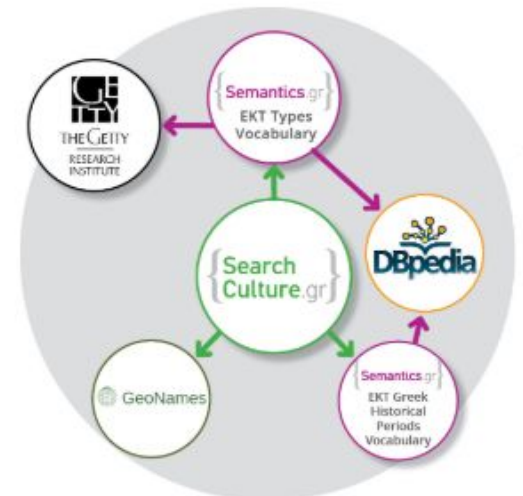 {Semantics.gr}
EKT Types
Vocabulary
GETTY
THE GETTY
RESEARCH
INSTITUTE
DBpedia
{Search
Culture.gr}
GeoNames
{Semantics.gr}
EKT Greek
Historical
Periods
Vocabulary